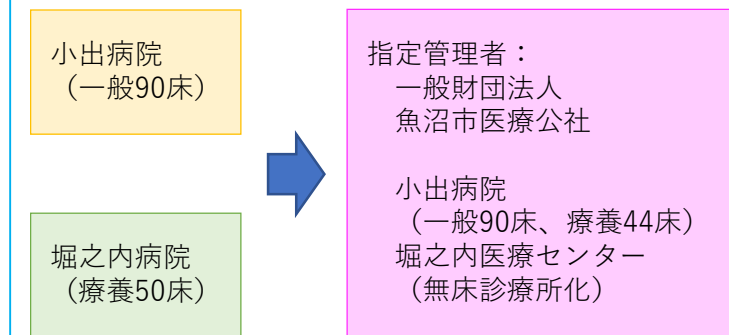 小出病院
（一般90床）
堀之内病院
（療養50床）
指定管理者：
一般財団法人
魚沼市医療公社
小出病院
（一般90床、療養44床）
堀之内医療センター
（無床診療所化）